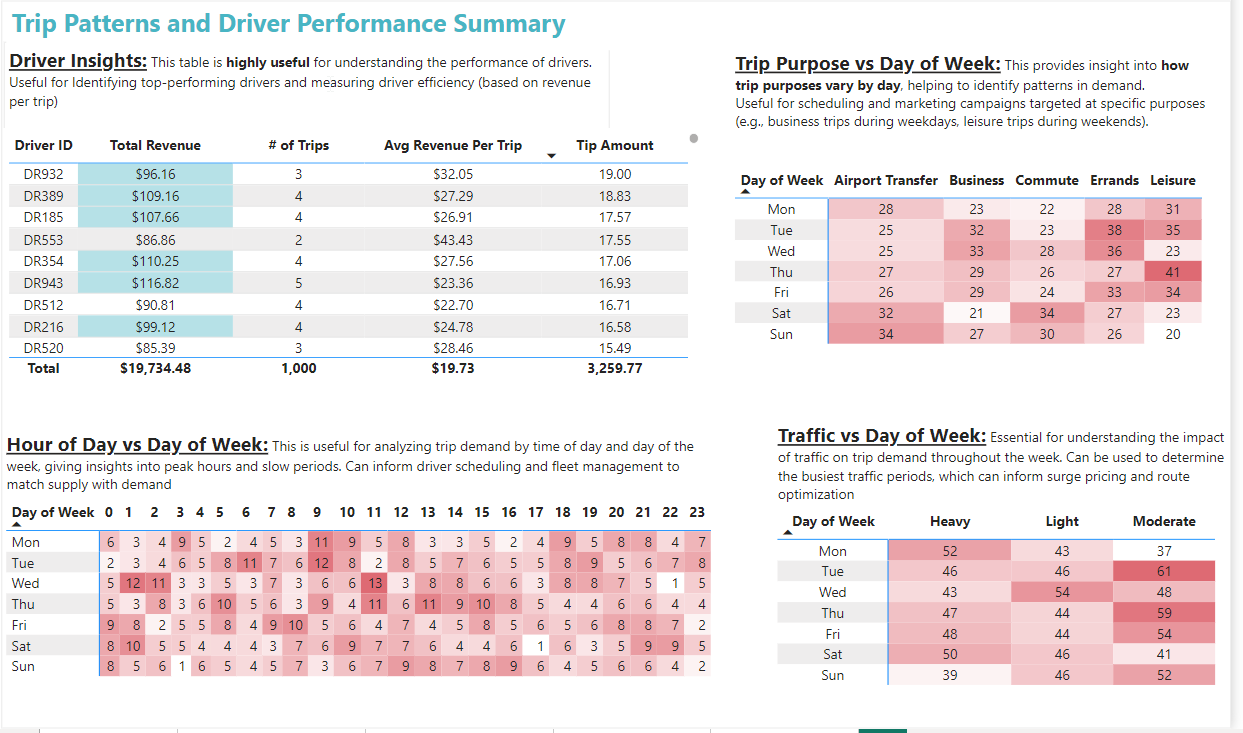 Trip Patterns and Driver Performance Summary
Driver Insights: This table is highly useful for understanding the performance of drivers.
Useful for Identifying top-performing drivers and measuring driver efficiency (based on revenue
per trip)
Driver ID Total Revenue # of Trips Avg Revenue Per Trip Tip Amount
DR932 $96.16 3 $32.05 19.00
DR389 $109.16 4 $27.29 18.83
DR185 $107.66 4 $26.91 17.57
DR553 $86.86 2 $43.43 17.55
DR354 $110.25 4 $27.56 17.06
DR943 $116.82 5 $23.36 16.93
DR512 $90.81 4 $22.70 16.71
DR216 $99.12 4 $24.78 16.58
DR520 $85.39 3 $28.46 15.49
Total $19,734.48 1,000 $19.73 3,259.77
Trip Purpose vs Day of Week: This provides insight into how
trip purposes vary by day, helping to identify patterns in demand.
Useful for scheduling and marketing campaigns targeted at specific purposes
(e.g., business trips during weekdays, leisure trips during weekends).
Day of Week Airport Transfer Business Commute Errands Leisure
Mon 28 23 22 28 31
Tue 25 32 23 38 35
Wed 25 33 28 36 23
Thu 27 29 26 27 41
Fri 26 29 24 33 34
Sat 32 21 34 27 23
Sun 34 27 30 26 20
Hour of Day vs Day of Week: This is useful for analyzing trip demand by time of day and day of the
week, giving insights into peak hours and slow periods. Can inform driver scheduling and fleet management to
match supply with demand
Day of Week 0 1 2 3 4 5 6 7 8 9 10 11 12 13 14 15 16 17 18 19 20 21 22 23
Mon 6 3 4 9 5 2 4 5 3 11 9 5 8 3 3 5 2 4 9 5 8 8 4 7
Tue 2 3 4 6 5 8 11 7 6 12 8 2 8 5 7 6 5 5 8 9 5 6 7 8
Wed 5 12 11 3 3 5 3 7 3 6 6 13 3 8 8 6 6 3 8 8 7 5 1 5
Thu 5 3 8 3 6 10 5 6 3 9 4 11 6 11 9 10 8 5 4 4 6 6 4 4
Fri 9 8 2 5 5 8 4 9 10 5 6 4 7 4 5 8 5 6 5 6 8 8 7 2
Sat 8 10 5 5 4 4 4 3 7 6 9 7 7 6 4 4 6 1 6 3 5 9 9 5
Sun 8 5 6 1 6 5 4 5 7 3 6 7 9 8 7 8 9 6 4 5 6 6 4 2
Traffic vs Day of Week: Essential for understanding the impact
of traffic on trip demand throughout the week. Can be used to determine
the busiest traffic periods, which can inform surge pricing and route
optimization
Day of Week Heavy Light Moderate
Mon 52 43 37
Tue 46 46 61
Wed 43 54 48
Thu 47 44 59
Fri 48 44 54
Sat 50 46 41
Sun 39 46 52